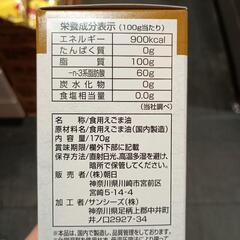 栄養成分表示 (100g当たり)
エネルギー 900kcal
たんぱく質 0g
脂質 100g
-n-3系脂肪酸 60g
炭水化物 0g
食塩相当量 0.0g
(当社調べ)
名称/食用えごま油
原材料/食用えごま油(国内製造)
内容量/170g
賞味期限/欄外下部に記載
保存方法/直射日光、高温多湿を避け、
暗所で保管してください。
販売者/(株)朝日
神奈川県川崎市宮前区
宮崎3-5-1
加工者/サンシーズ(株)
神奈川県足柄上郡中井町
井ノ口2927-34